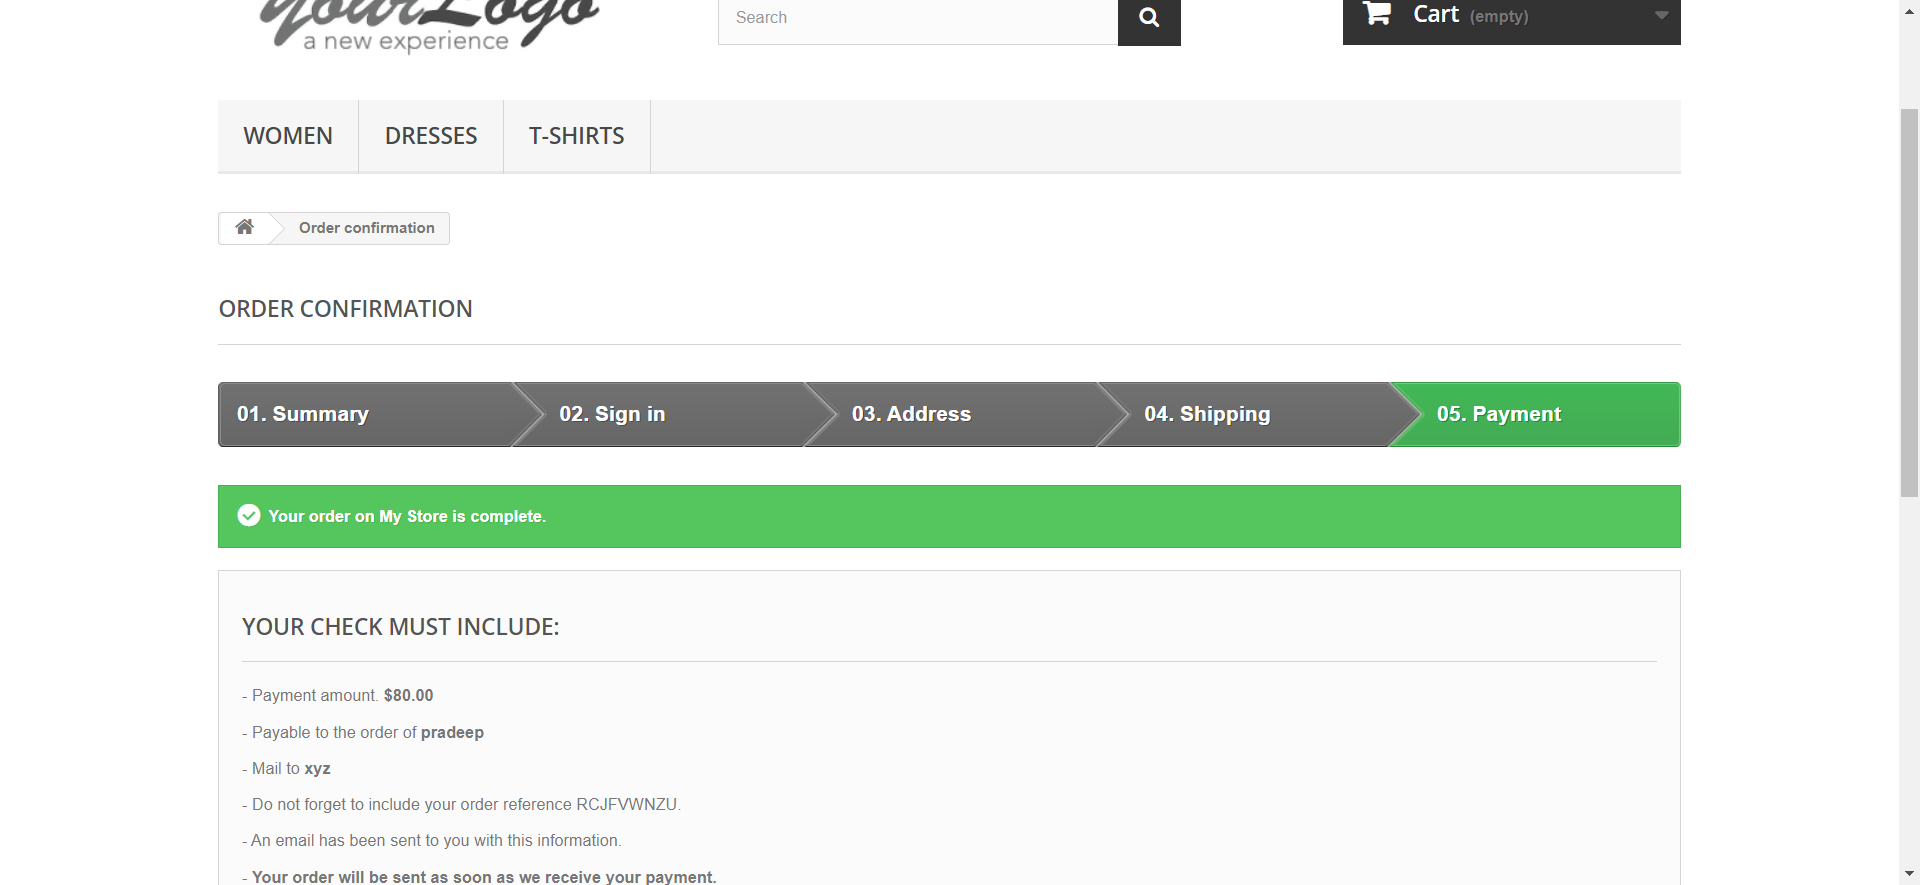 yourLogo
a new experience
Search
Cart (empty)
WOMEN
DRESSES
T-SHIRTS
Order confirmation
ORDER CONFIRMATION
01. Summary
02. Sign in
03. Address
04. Shipping
05. Payment
Your order on My Store is complete.
YOUR CHECK MUST INCLUDE:
- Payment amount. $80.00
- Payable to the order of pradeep
- Mail to xyz
- Do not forget to include your order reference RCJFVWNZU.
- An email has been sent to you with this information.
- Your order will be sent as soon as we receive your payment.